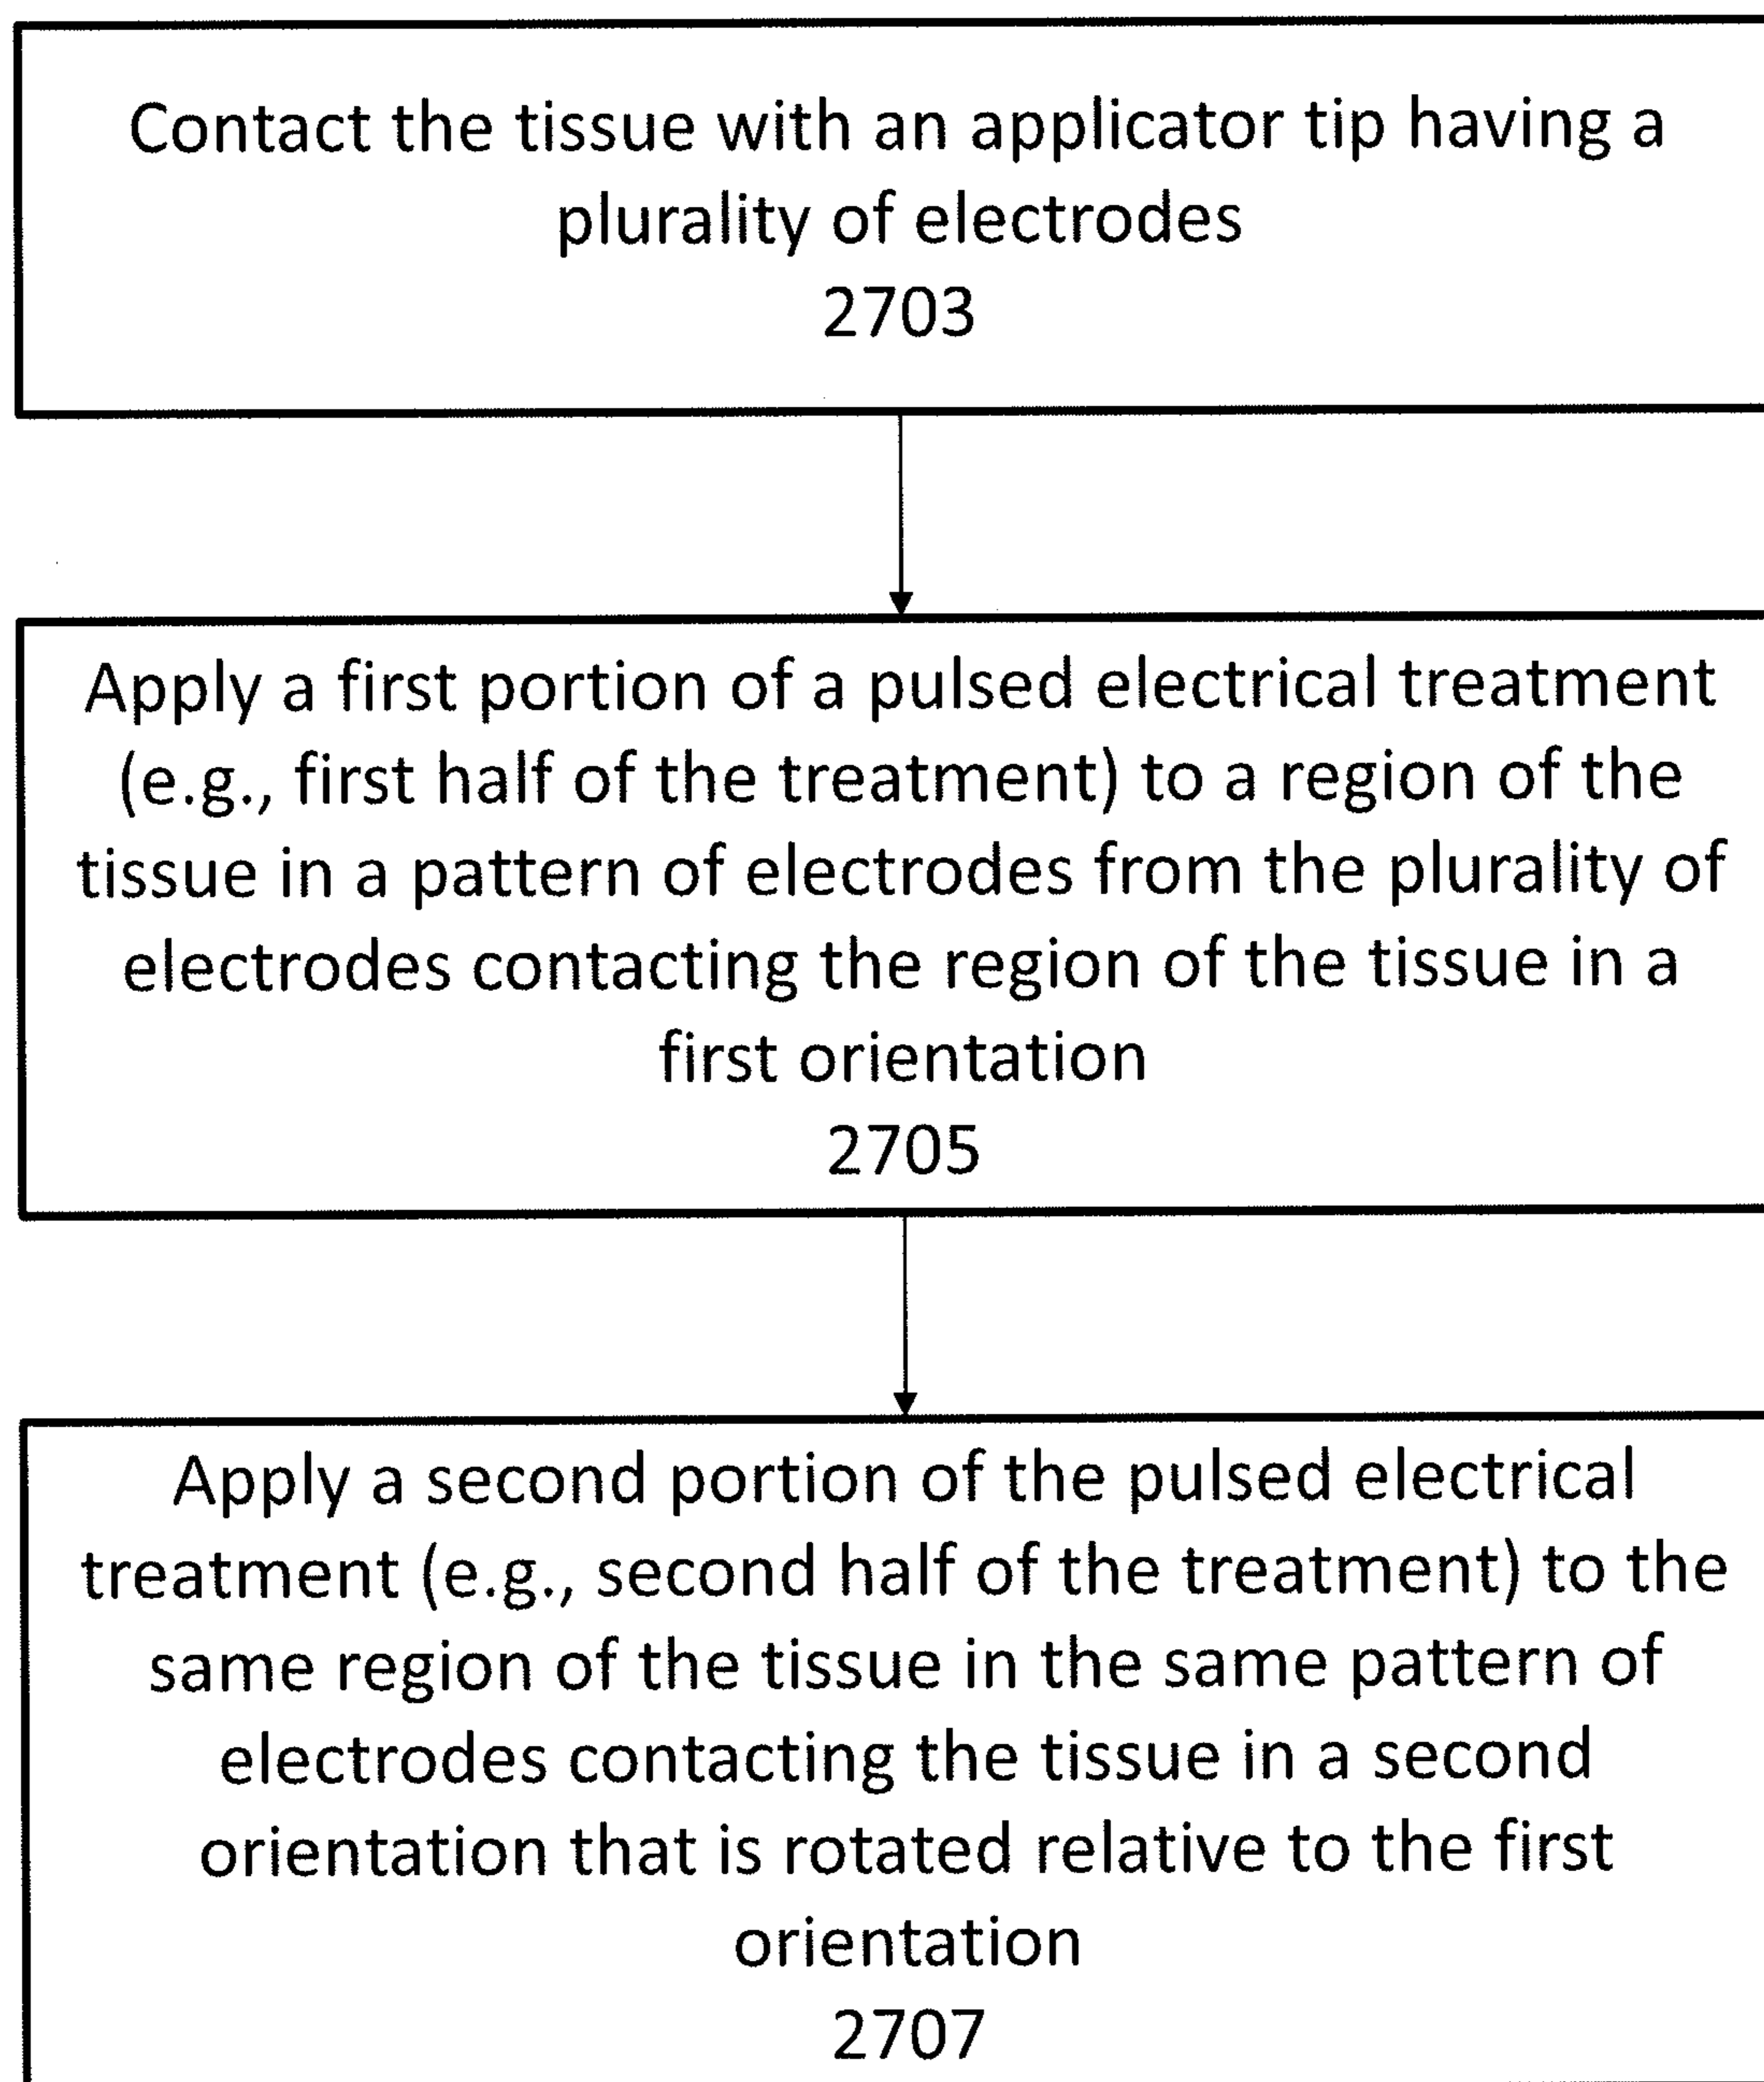 Contact the tissue with an applicator tip having a
plurality of electrodes
2703
Apply a first portion of a pulsed electrical treatment
(e.g., first half of the treatment) to a region of the
tissue in a pattern of electrodes from the plurality of
electrodes contacting the region of the tissue in a
first orientation
2705
Apply a second portion of the pulsed electrical
treatment (e.g., second half of the treatment) to the
same region of the tissue in the same pattern of
electrodes contacting the tissue in a second
orientation that is rotated relative to the first
orientation
2707